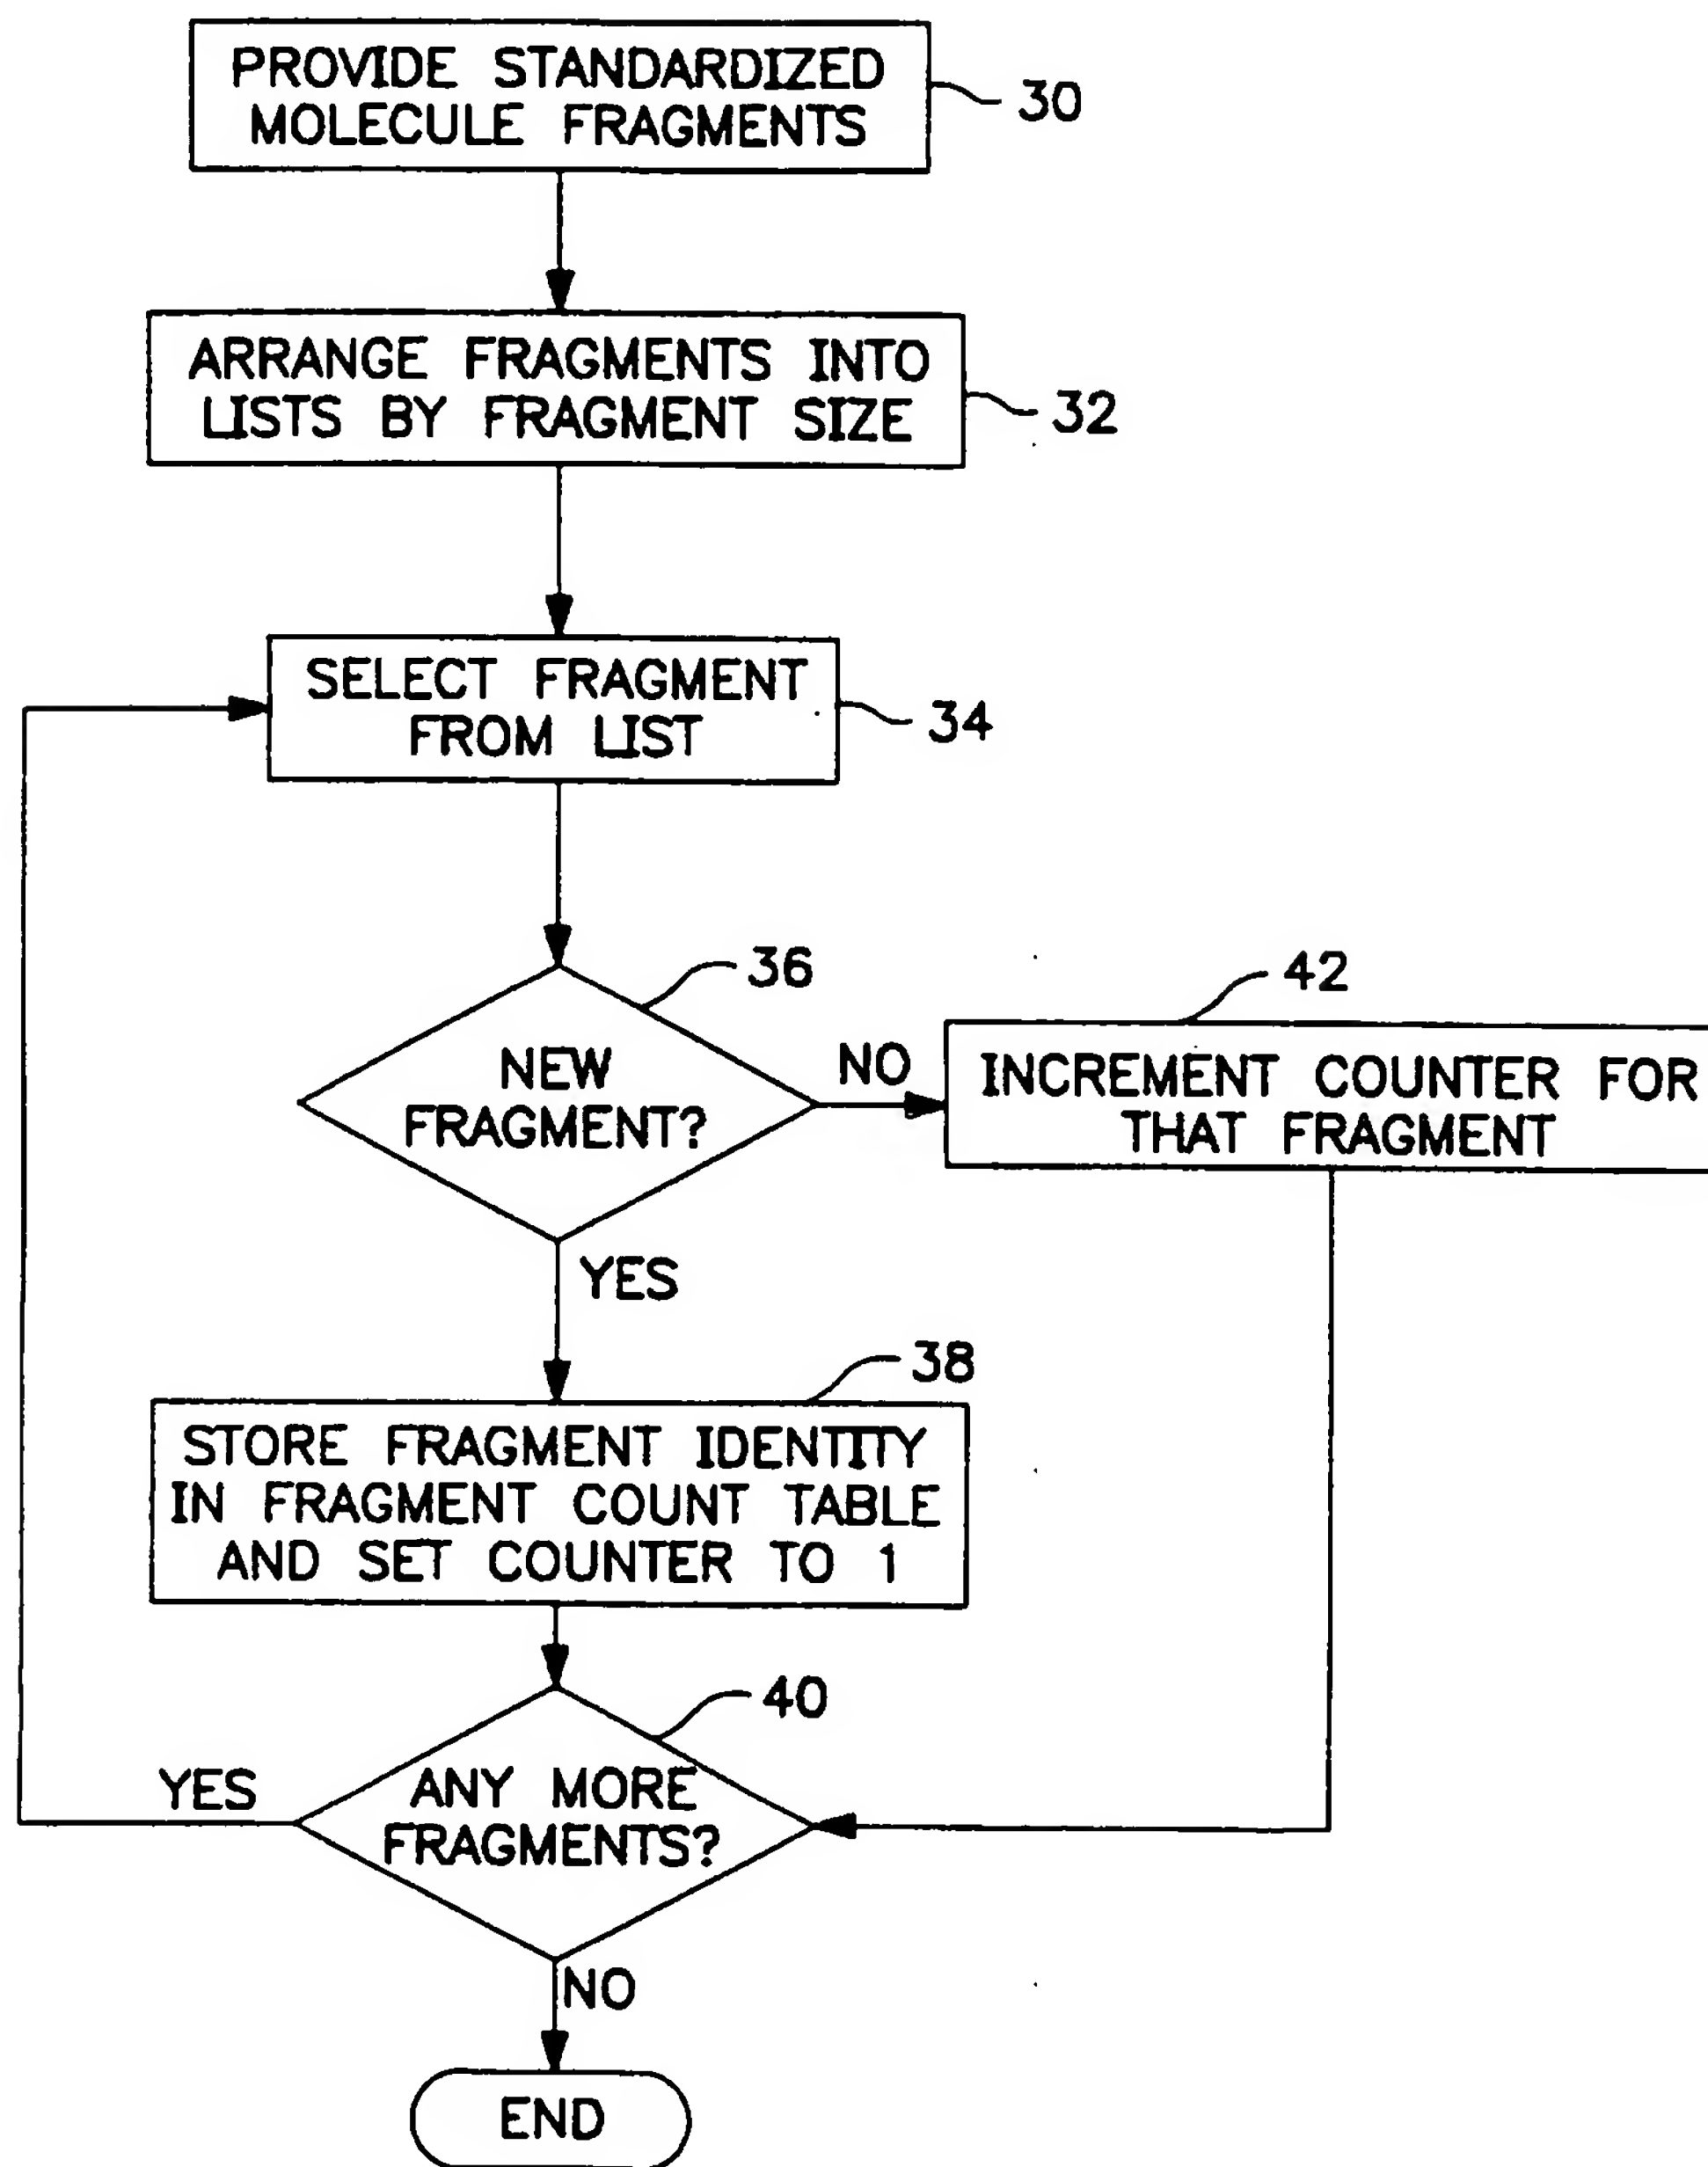 PROVIDE STANDARDIZED
MOLECULE FRAGMENTS
30
ARRANGE FRAGMENTS INTO
LISTS BY FRAGMENT SIZE
32
SELECT FRAGMENT
FROM LIST
34
36
NEW
FRAGMENT?
NO
42
INCREMENT COUNTER FOR
THAT FRAGMENT
YES
38
STORE FRAGMENT IDENTITY
IN FRAGMENT COUNT TABLE
AND SET COUNTER TO 1
40
ANY MORE
FRAGMENTS?
YES
NO
END